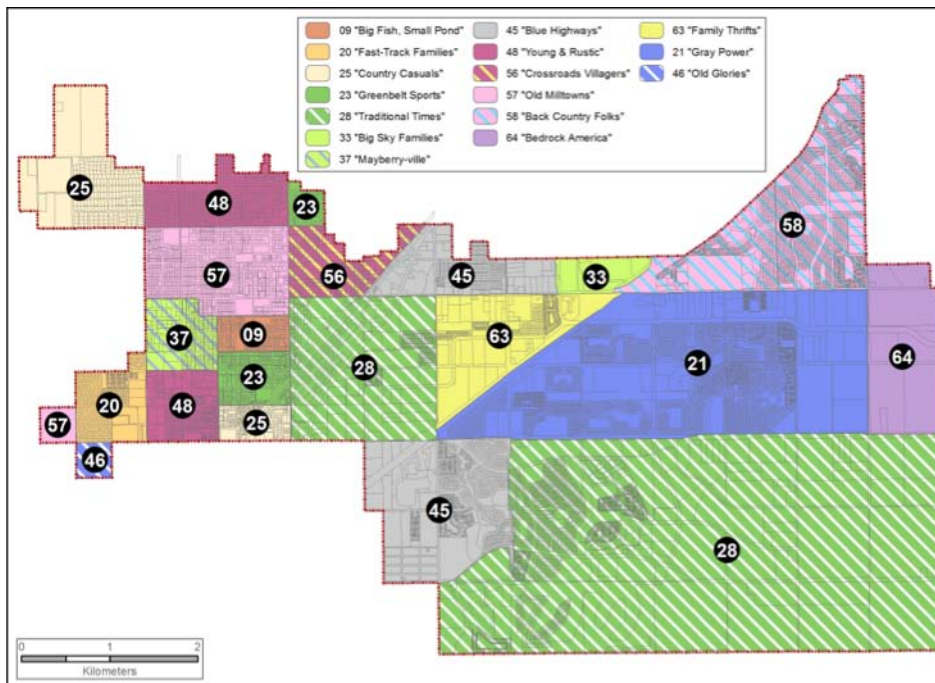 09 "Big Fish, Small Pond"
20 "Fast-Track Families"
25 "Country Casuals"
23 "Greenbelt Sports"
28 "Traditional Times"
33 "Big Sky Families"
37 "Mayberry-ville"
45 "Blue Highways"
48 "Young & Rustic"
56 "Crossroads Villagers"
57 "Old Milltowns"
58 "Back Country Folks"
64 "Bedrock America"
63 "Family Thrifts"
21 "Gray Power"
46 "Old Glories"
25
48
23
58
57
56
45
33
37
09
63
64
28
21
23
20
48
25
57
46
45
28
0 1 2
Kilometers